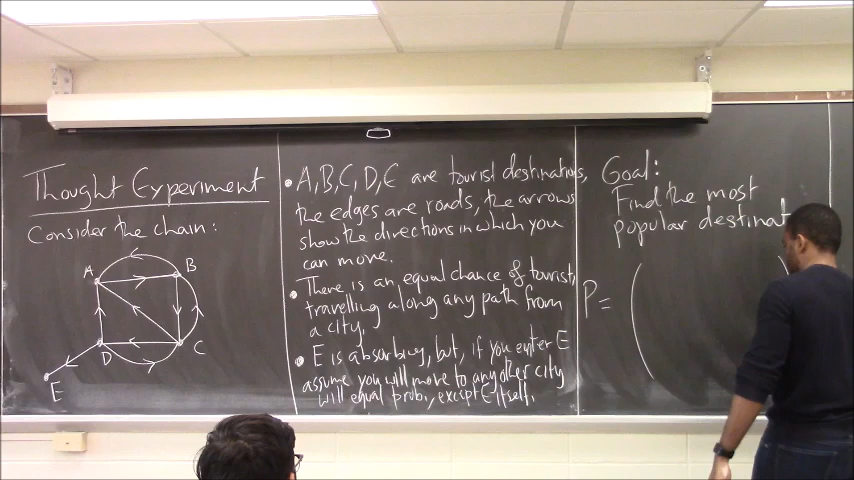 Thought Experiment
Consider the chain:
A
B
C
D
E
• A, B, C, D, E are tourist destinations,
the edges are roads, the arrows
show the directions in which you
can move.
• There is an equal chance of tourist,
travelling along any path from
a city.
• E is absorbing, but, if you enter E
assume you will move to any other city
will equal prob., except E itself.
Goal:
Find the most
popular destinat
P = (